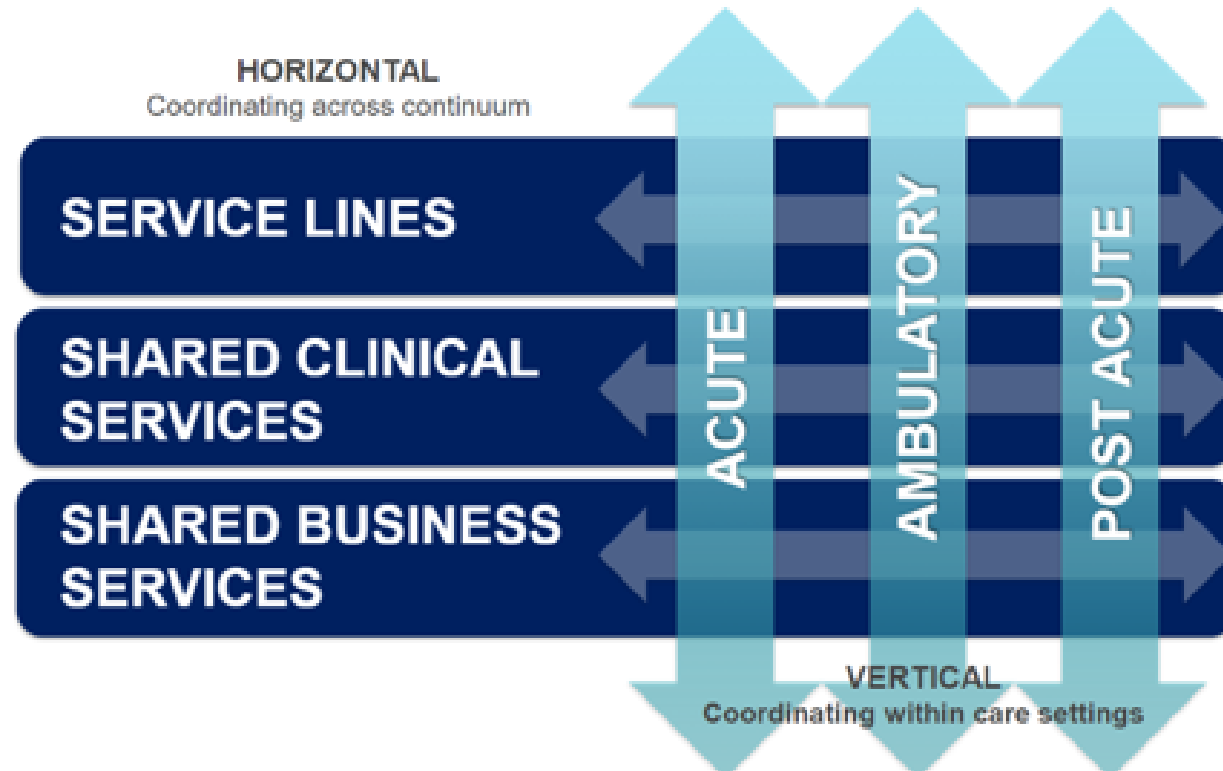 HORIZONTAL
Coordinating across continuum
SERVICE LINES
SHARED CLINICAL
SERVICES
SHARED BUSINESS
SERVICES
ACUTE
AMBULATORY
POST ACUTE
VERTICAL
Coordinating within care settings